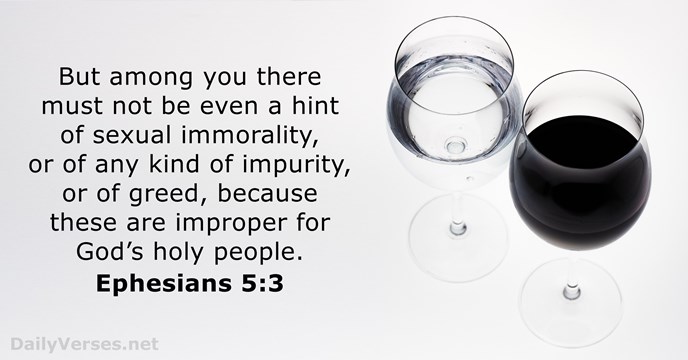 But among you there
must not be even a hint
of sexual immorality,
or of any kind of impurity,
or of greed, because
these are improper for
God’s holy people.
Ephesians 5:3
DailyVerses.net